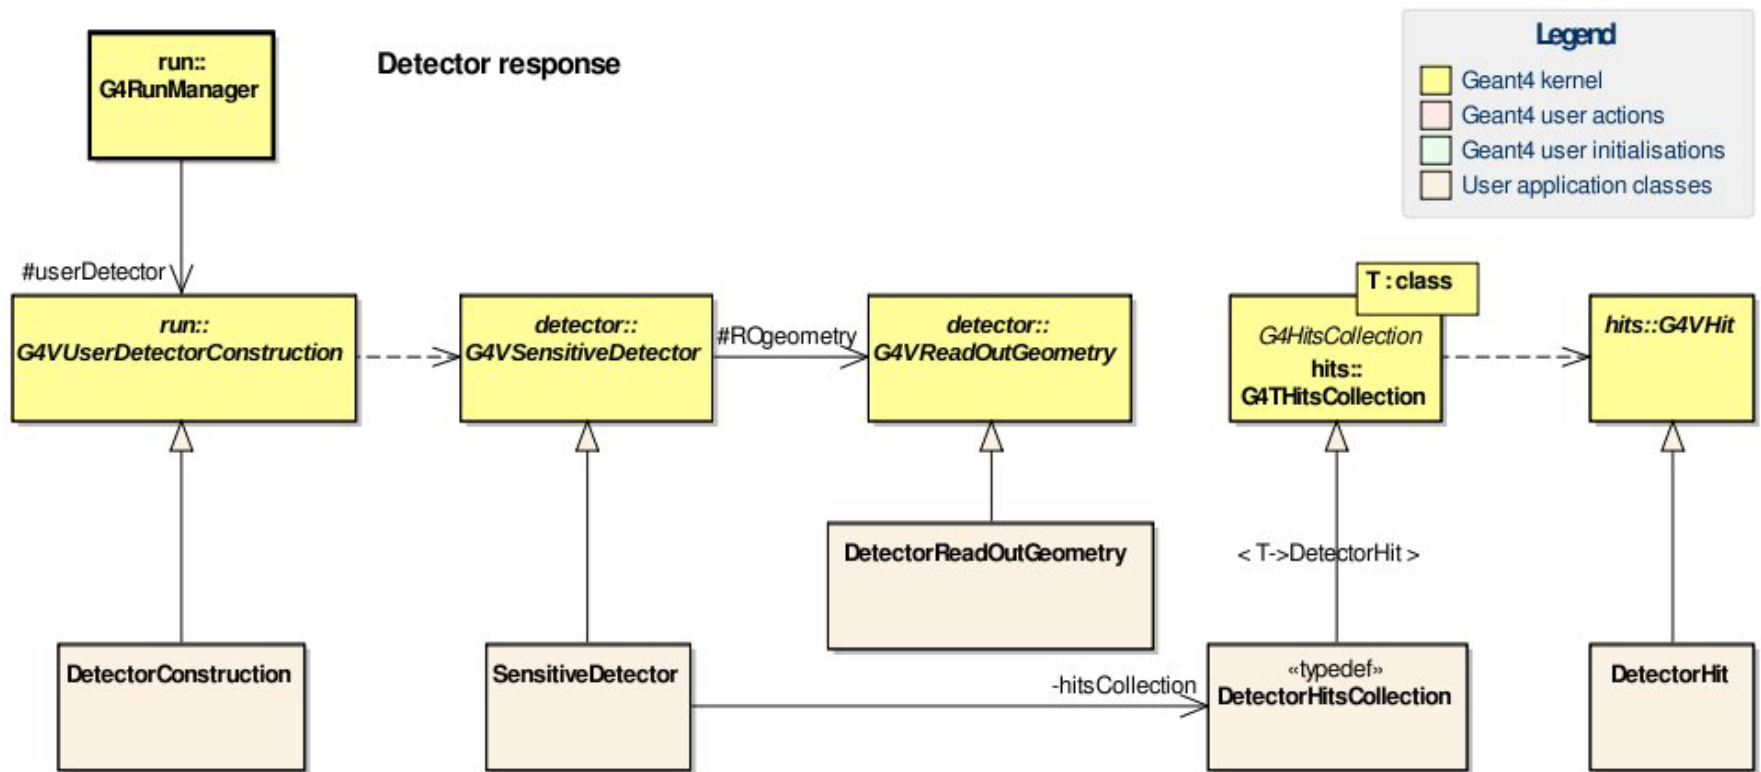 Detector response
Legend
Geant4 kernel
Geant4 user actions
Geant4 user initialisations
User application classes
run::
G4RunManager
#userDetector
run::
G4VUserDetectorConstruction
detector::
G4VSensitiveDetector
#ROgeometry
detector::
G4VReadOutGeometry
T : class
G4HitsCollection
hits::
G4THitsCollection
hits::G4VHit
DetectorReadOutGeometry
< T->DetectorHit >
DetectorConstruction
SensitiveDetector
-hitsCollection
«typedef»
DetectorHitsCollection
DetectorHit